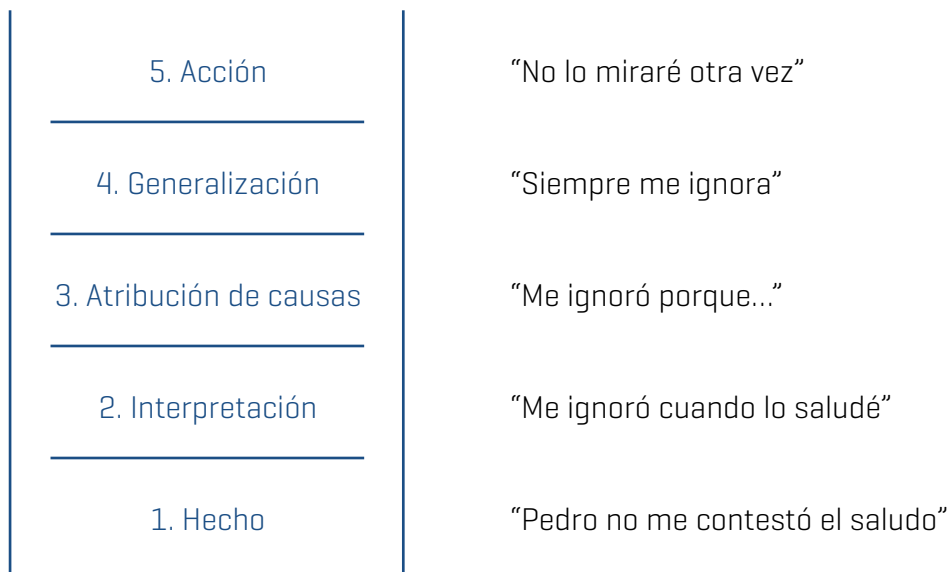 5. Acción “No lo miraré otra vez”
4. Generalización “Siempre me ignora”
3. Atribución de causas “Me ignoró porque...”
2. Interpretación “Me ignoró cuando lo saludé”
1. Hecho “Pedro no me contestó el saludo”